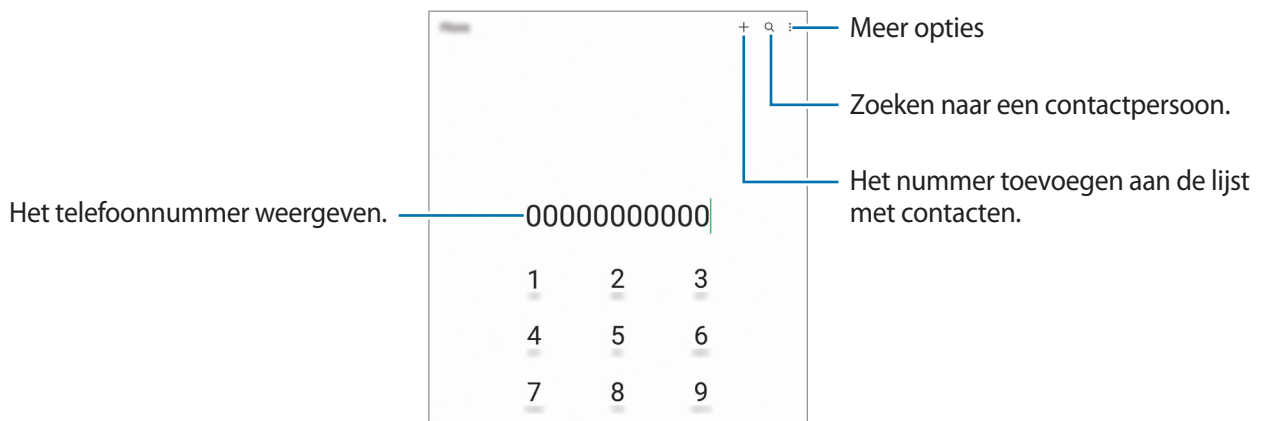 Meer opties
Zoeken naar een contactpersoon.
Het nummer toevoegen aan de lijst
met contacten.
Het telefoonnummer weergeven.
00000000000
1 2 3
4 5 6
7 8 9